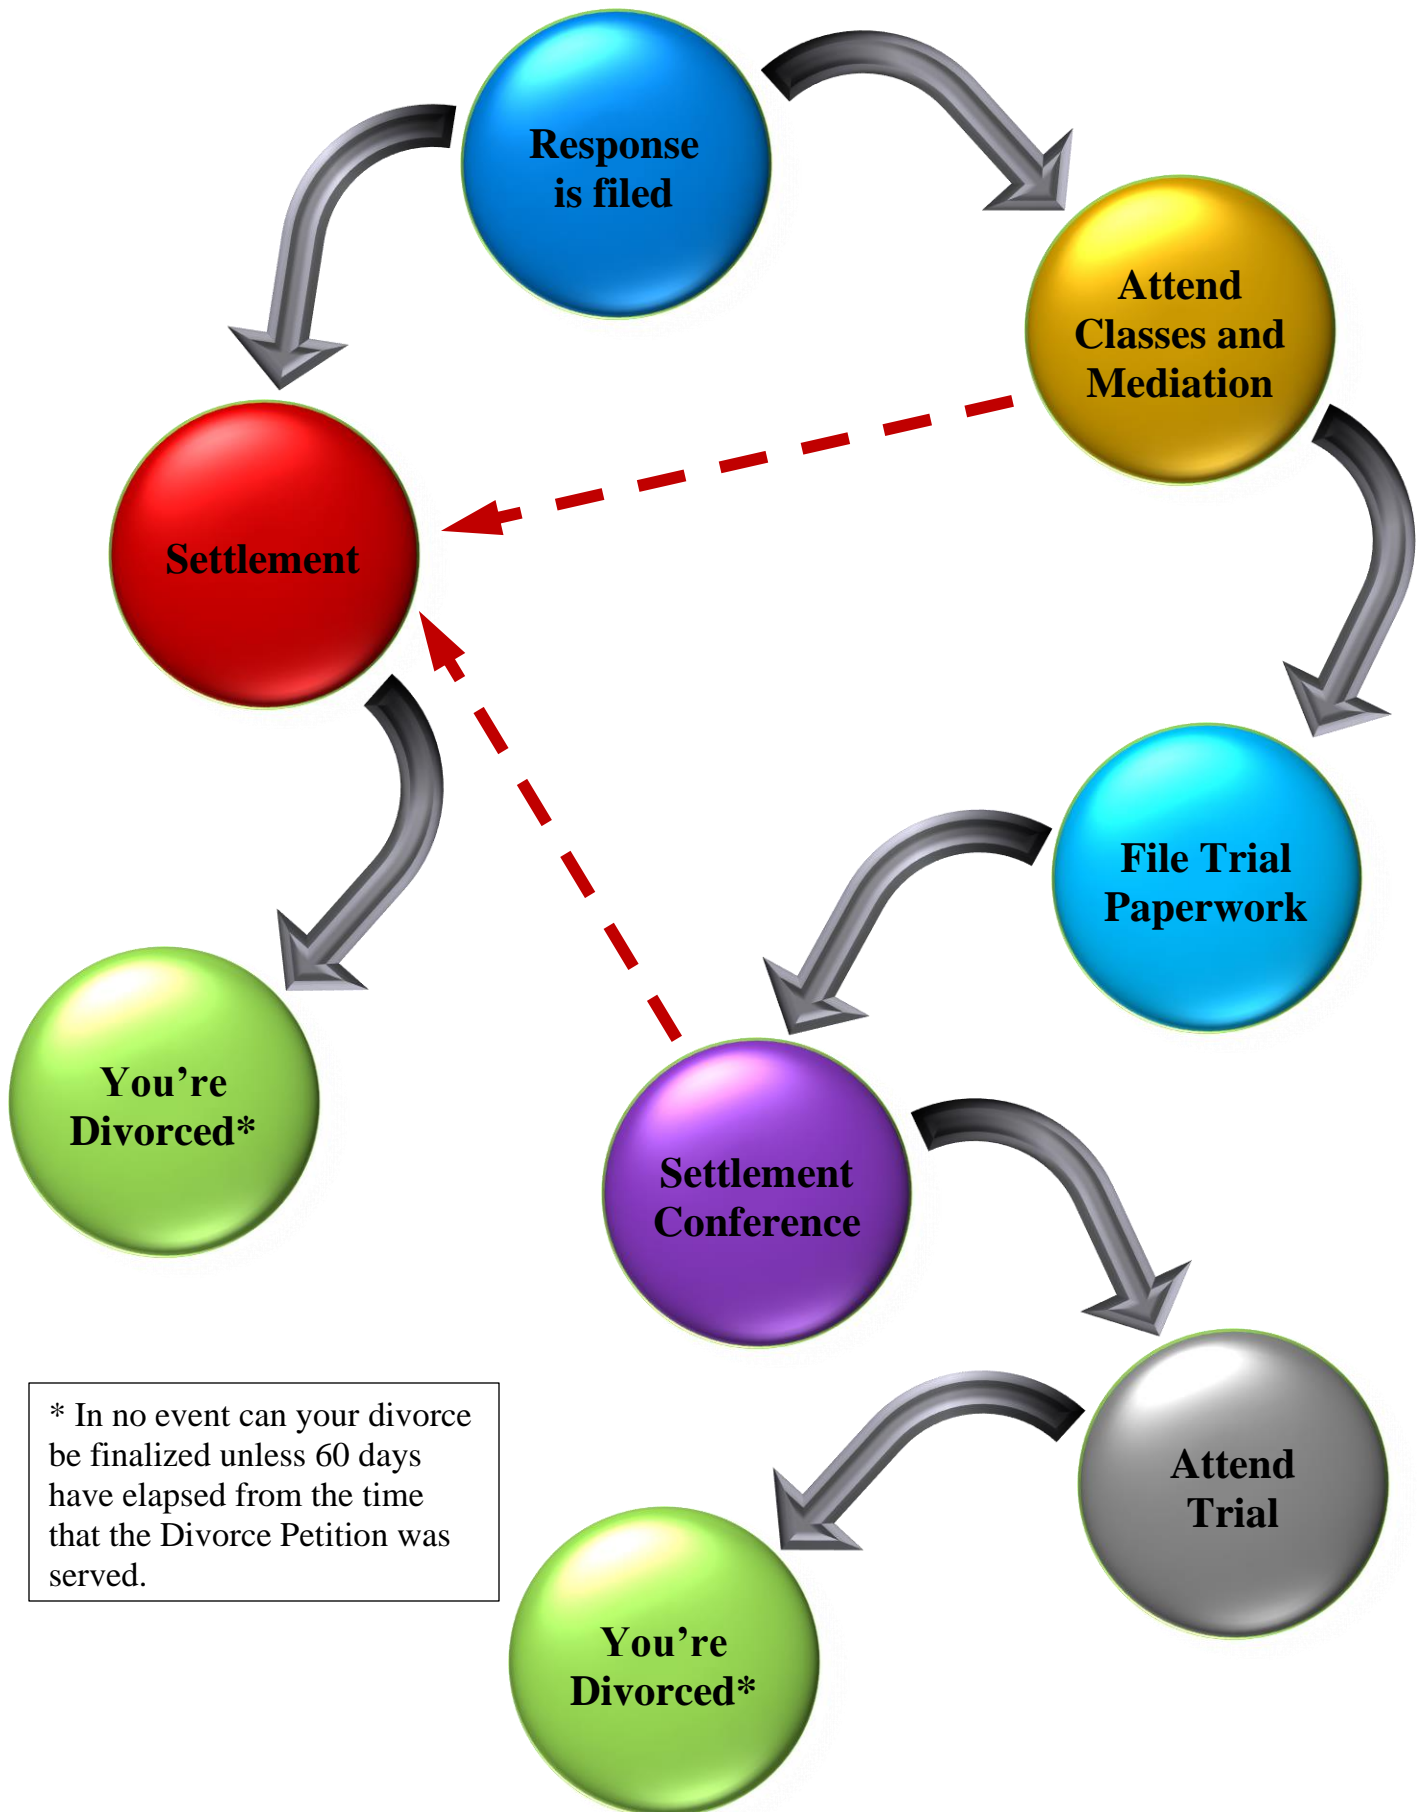 Response
is filed
Attend
Classes and
Mediation
Settlement
File Trial
Paperwork
You’re
Divorced*
Settlement
Conference
* In no event can your divorce
be finalized unless 60 days
have elapsed from the time
that the Divorce Petition was
served.
Attend
Trial
You’re
Divorced*